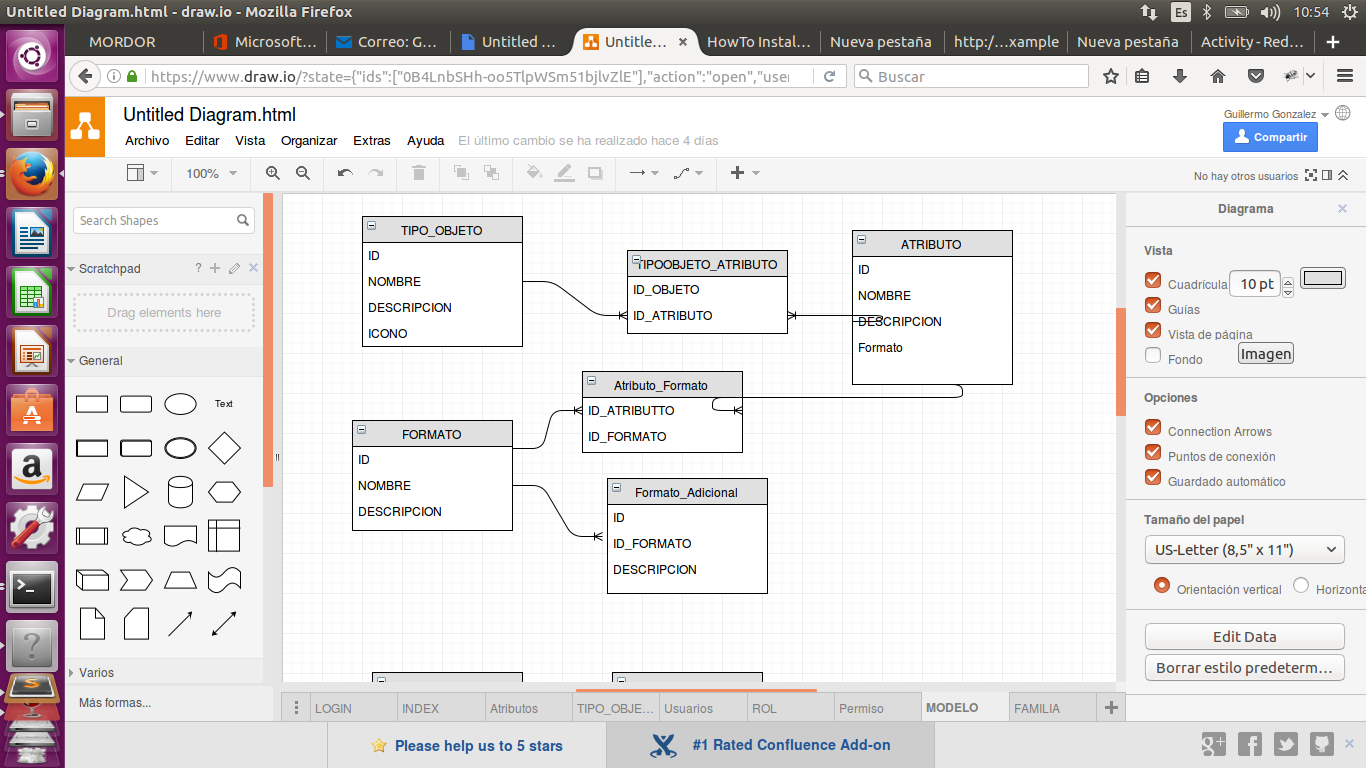 Untitled Diagram.html - draw.io - Mozilla Firefox
Es
10:54
MORDOR
Microsoft…
Correo: G…
Untitled …
Untitle…
HowTo Instal…
Nueva pestaña
http:/…xample
Nueva pestaña
Activity - Red…
https://www.draw.io/?state={"ids":["0B4LnbSHh-oo5TlpWSm51bjlvZlE"],"action":"open","user
Buscar
Untitled Diagram.html
Guillermo Gonzalez
Archivo Editar Vista Organizar Extras Ayuda El último cambio se ha realizado hace 4 días
Compartir
100%
No hay otros usuarios
Search Shapes
Scratchpad
?
Drag elements here
General
Text
Varios
Más formas...
TIPO_OBJETO
ID
NOMBRE
DESCRIPCION
ICONO
TIPOOBJETO_ATRIBUTO
ID_OBJETO
ID_ATRIBUTO
ATRIBUTO
ID
NOMBRE
DESCRIPCION
Formato
Atributo_Formato
ID_ATRIBUTTO
ID_FORMATO
FORMATO
ID
NOMBRE
DESCRIPCION
Formato_Adicional
ID
ID_FORMATO
DESCRIPCION
Diagrama
Vista
Cuadrícula
10 pt
Guías
Vista de página
Fondo
Imagen
Opciones
Connection Arrows
Puntos de conexión
Guardado automático
Tamaño del papel
US-Letter (8,5" x 11")
Orientación vertical
Horizonta
Edit Data
Borrar estilo predeterm…
LOGIN
INDEX
Atributos
TIPO_OBJE…
Usuarios
ROL
Permiso
MODELO
FAMILIA
Please help us to 5 stars
#1 Rated Confluence Add-on